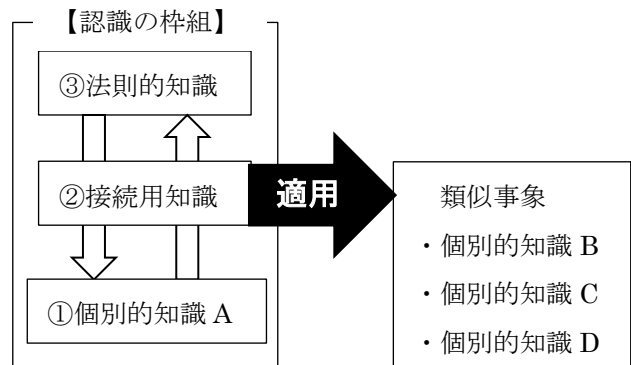 【認識の枠組】
③法則的知識
②接続用知識
①個別的知識 A
適用
類似事象
・個別的知識 B
・個別的知識 C
・個別的知識 D